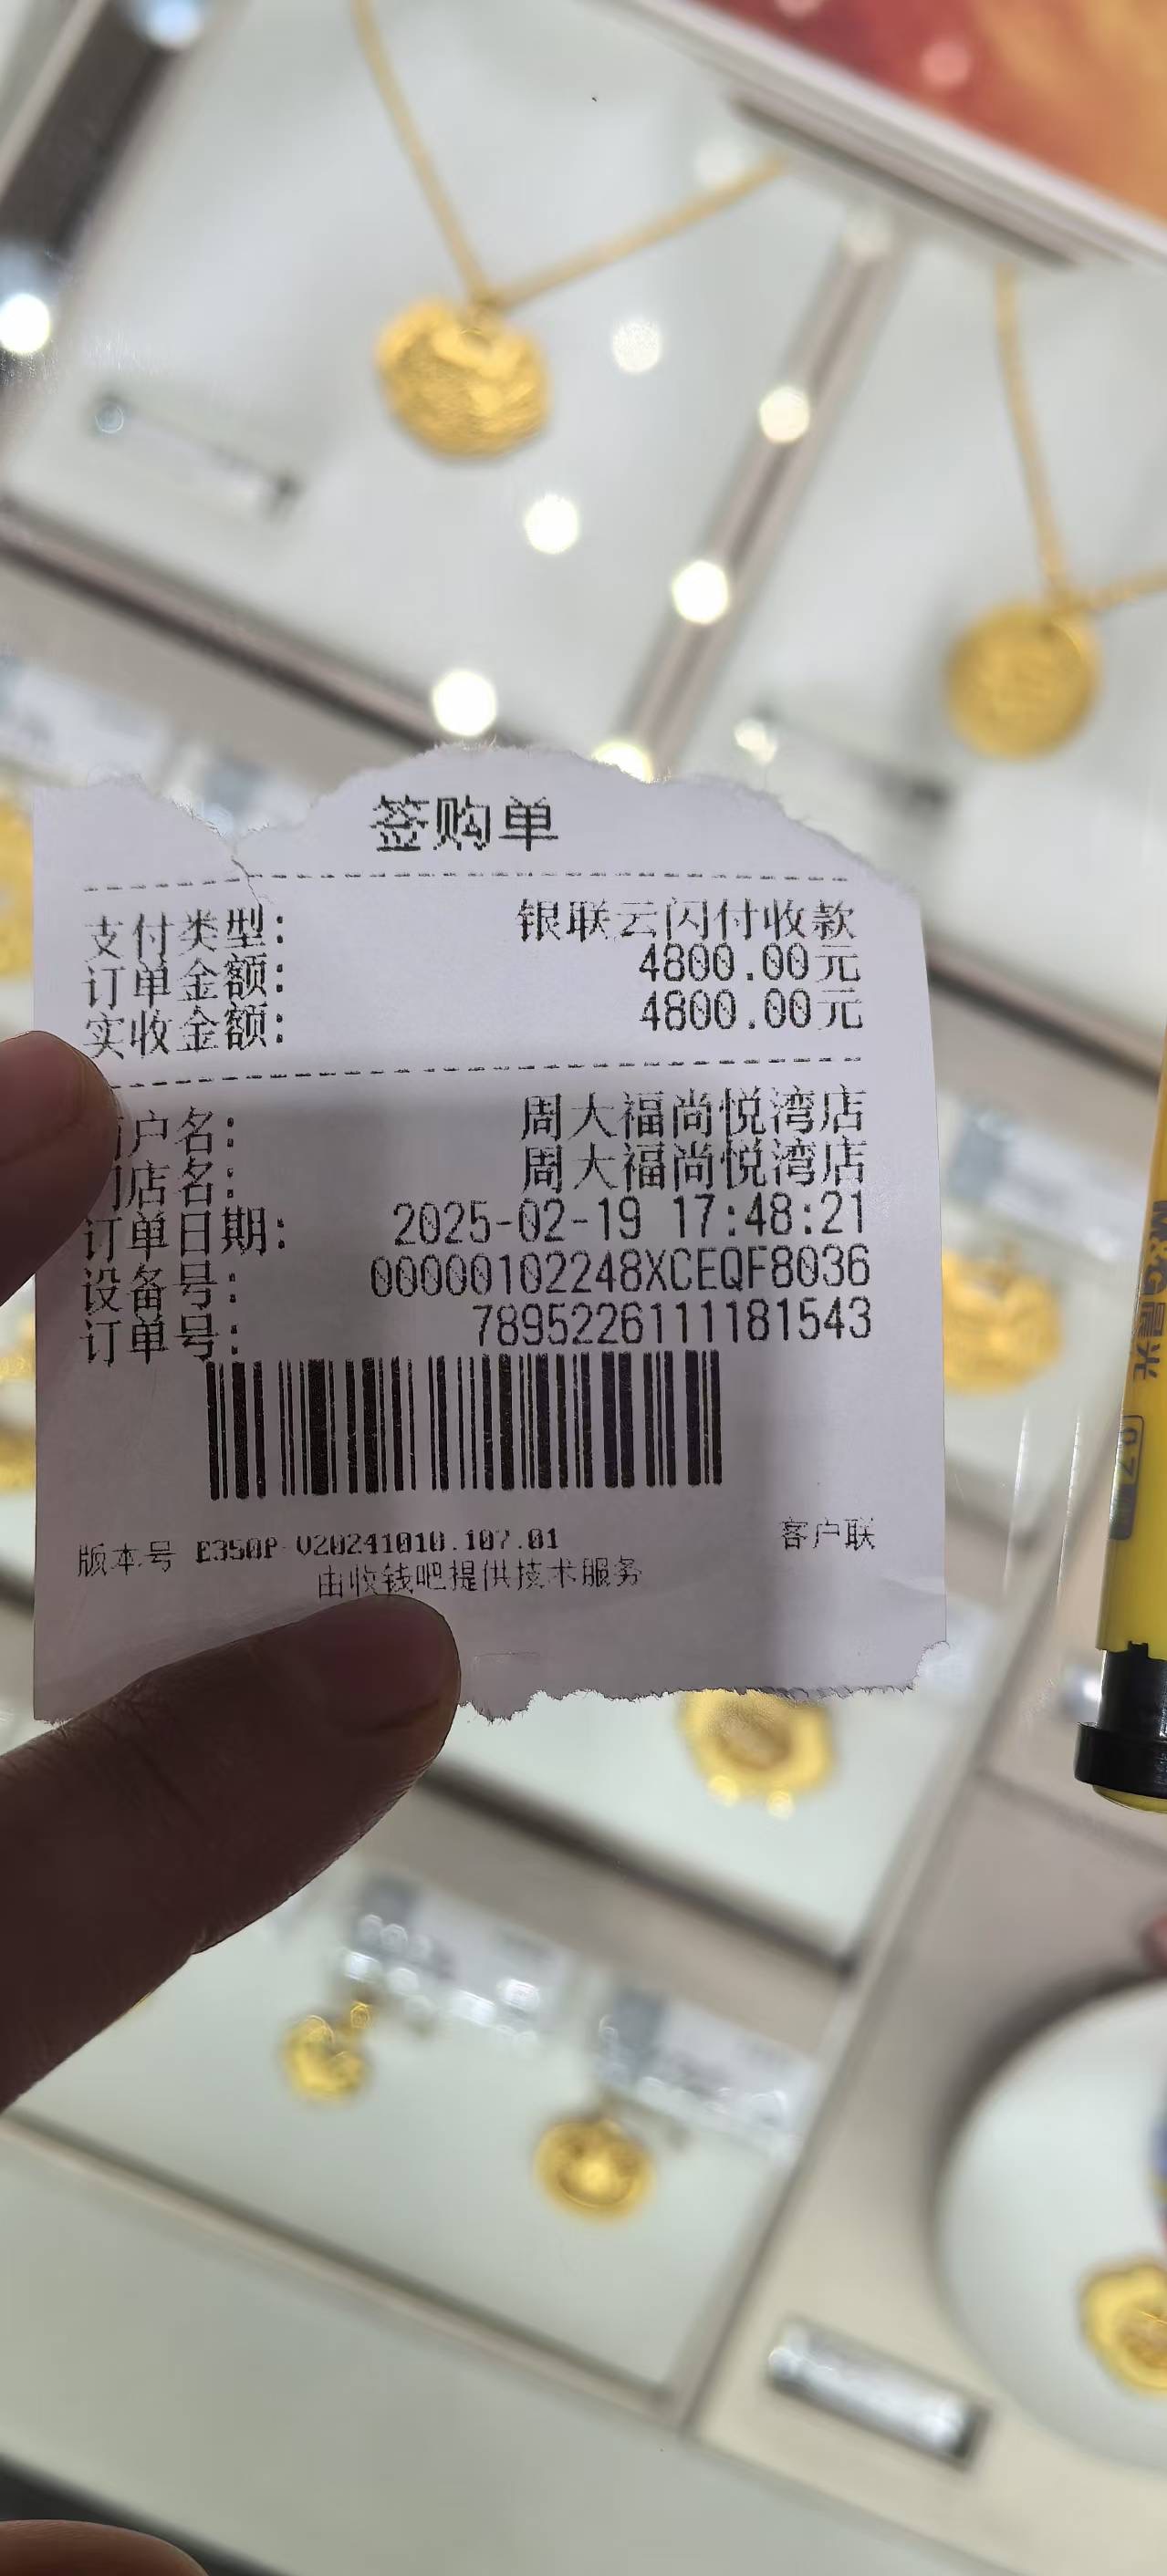 签购单
支付类型: 银联云闪付收款
订单金额: 4800.00元
实收金额: 4800.00元
户名: 周大福尚悦湾店
店名: 周大福尚悦湾店
订单日期: 2025-02-19 17:48:21
设备号: 00000102248XCEQF8036
订单号: 7895226111181543
版本号 E350P V20241010.107.01 客户联
由收钱吧提供技术服务
M&G晨光
0.7